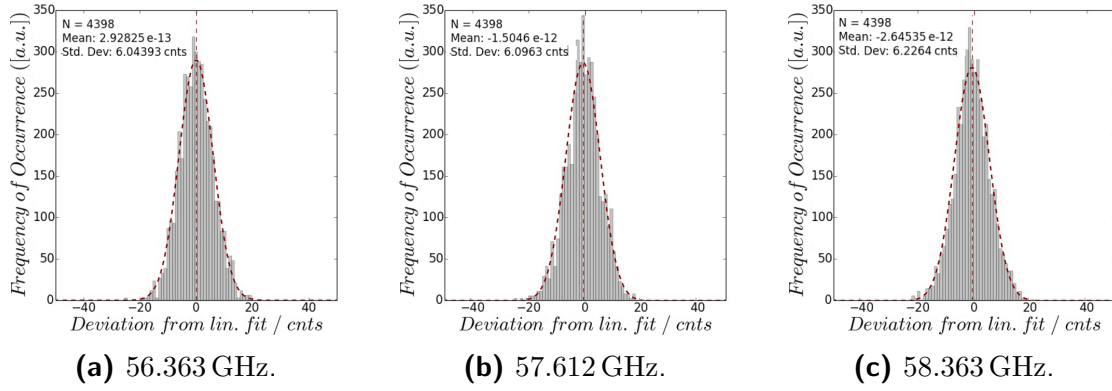 Frequency of Occurrence ([a.u.]
350
300
250
200
150
100
50
0
N = 4398
Mean: 2.92825 e-13
Std. Dev: 6.04393 cnts
−40 −20 0 20 40
Deviation from lin. fit / cnts
(a) 56.363 GHz.
Frequency of Occurrence ([a.u.]
350
300
250
200
150
100
50
0
N = 4398
Mean: -1.5046 e-12
Std. Dev: 6.0963 cnts
−40 −20 0 20 40
Deviation from lin. fit / cnts
(b) 57.612 GHz.
Frequency of Occurrence ([a.u.]
350
300
250
200
150
100
50
0
N = 4398
Mean: -2.64535 e-12
Std. Dev: 6.2264 cnts
−40 −20 0 20 40
Deviation from lin. fit / cnts
(c) 58.363 GHz.